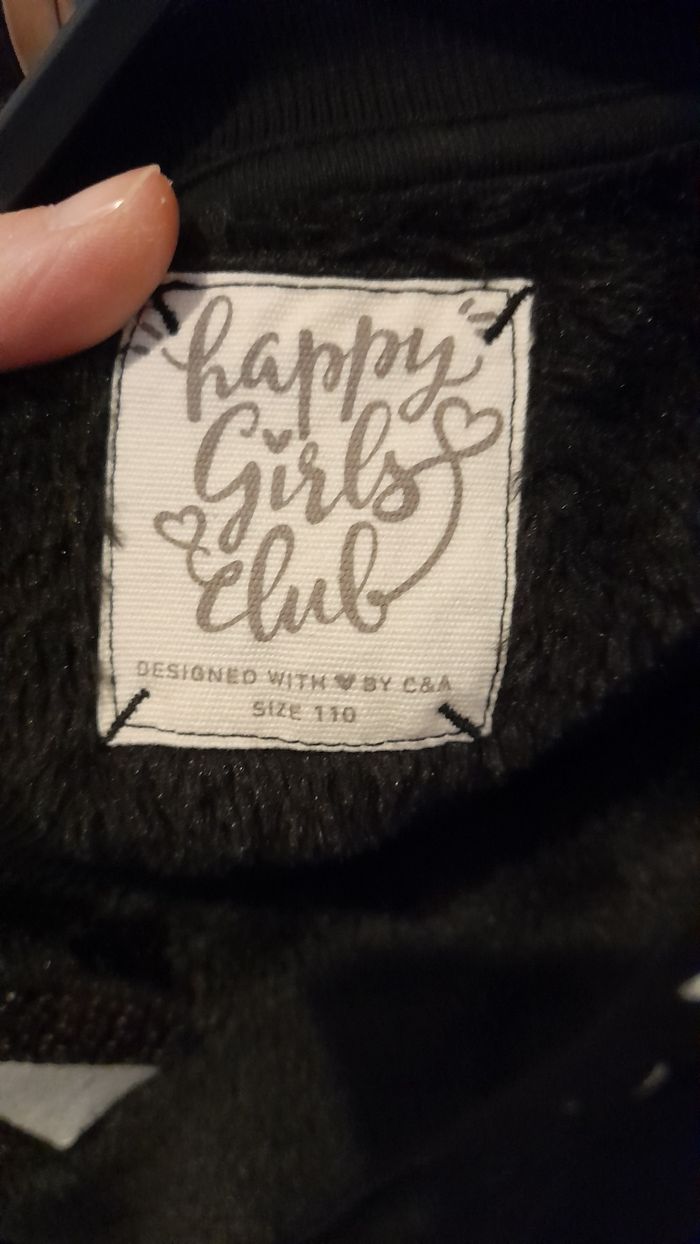 happy
Girls
club
DESIGNED WITH ♥ BY C&A
SIZE 110